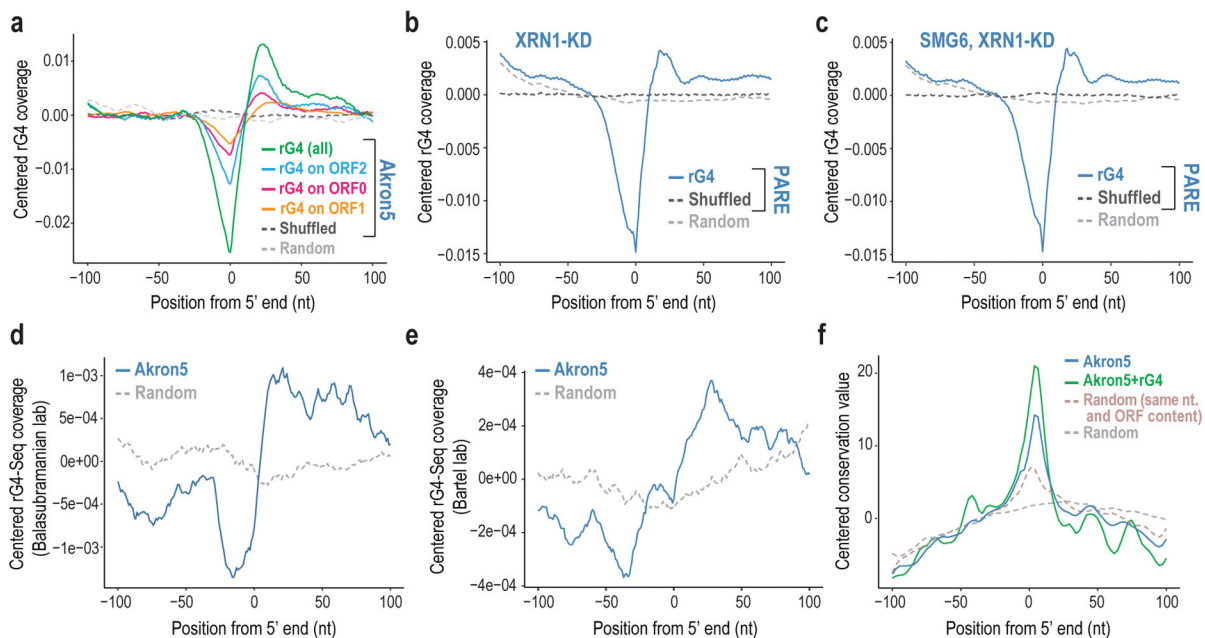 a
Centered rG4 coverage
0.01
0.00
−0.01
−0.02
−100
−50
0
50
100
Position from 5' end (nt)
rG4 (all)
rG4 on ORF2
rG4 on ORF0
rG4 on ORF1
Shuffled
Random
Akron5
b
XRN1-KD
Centered rG4 coverage
0.005
0.000
−0.005
−0.010
−0.015
−100
−50
0
50
100
Position from 5' end (nt)
rG4
Shuffled
Random
PARE
c
SMG6, XRN1-KD
Centered rG4 coverage
0.005
0.000
−0.005
−0.010
−0.015
−100
−50
0
50
100
Position from 5' end (nt)
rG4
Shuffled
Random
PARE
d
Centered rG4-Seq coverage
(Balasubramanian lab)
1e−03
5e−04
0e+00
−5e−04
−1e−03
−100
−50
0
50
100
Position from 5' end (nt)
Akron5
Random
e
Centered rG4-Seq coverage
(Bartel lab)
4e−04
2e−04
0e+00
−2e−04
−4e−04
−100
−50
0
50
100
Position from 5' end (nt)
Akron5
Random
f
Centered conservation value
20
10
0
−100
−50
0
50
100
Position from 5' end (nt)
Akron5
Akron5+rG4
Random (same nt.
and ORF content)
Random